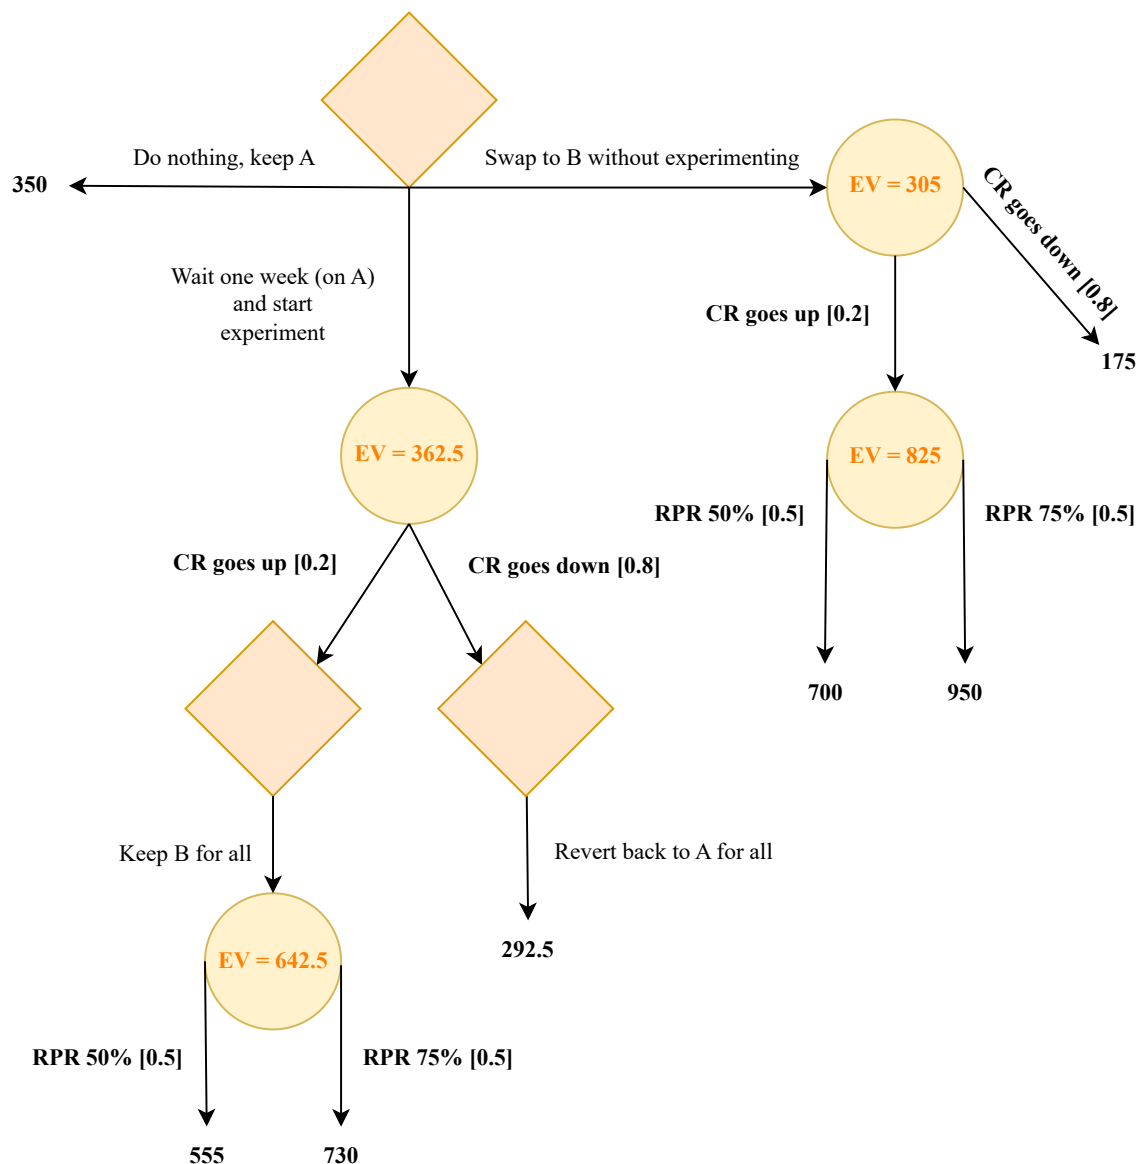 Do nothing, keep A
Swap to B without experimenting
350
EV = 305
CR goes down [0.8]
Wait one week (on A)
and start
experiment
CR goes up [0.2]
175
EV = 362.5
EV = 825
RPR 50% [0.5]
RPR 75% [0.5]
CR goes up [0.2]
CR goes down [0.8]
700
950
Keep B for all
Revert back to A for all
292.5
EV = 642.5
RPR 50% [0.5]
RPR 75% [0.5]
555
730